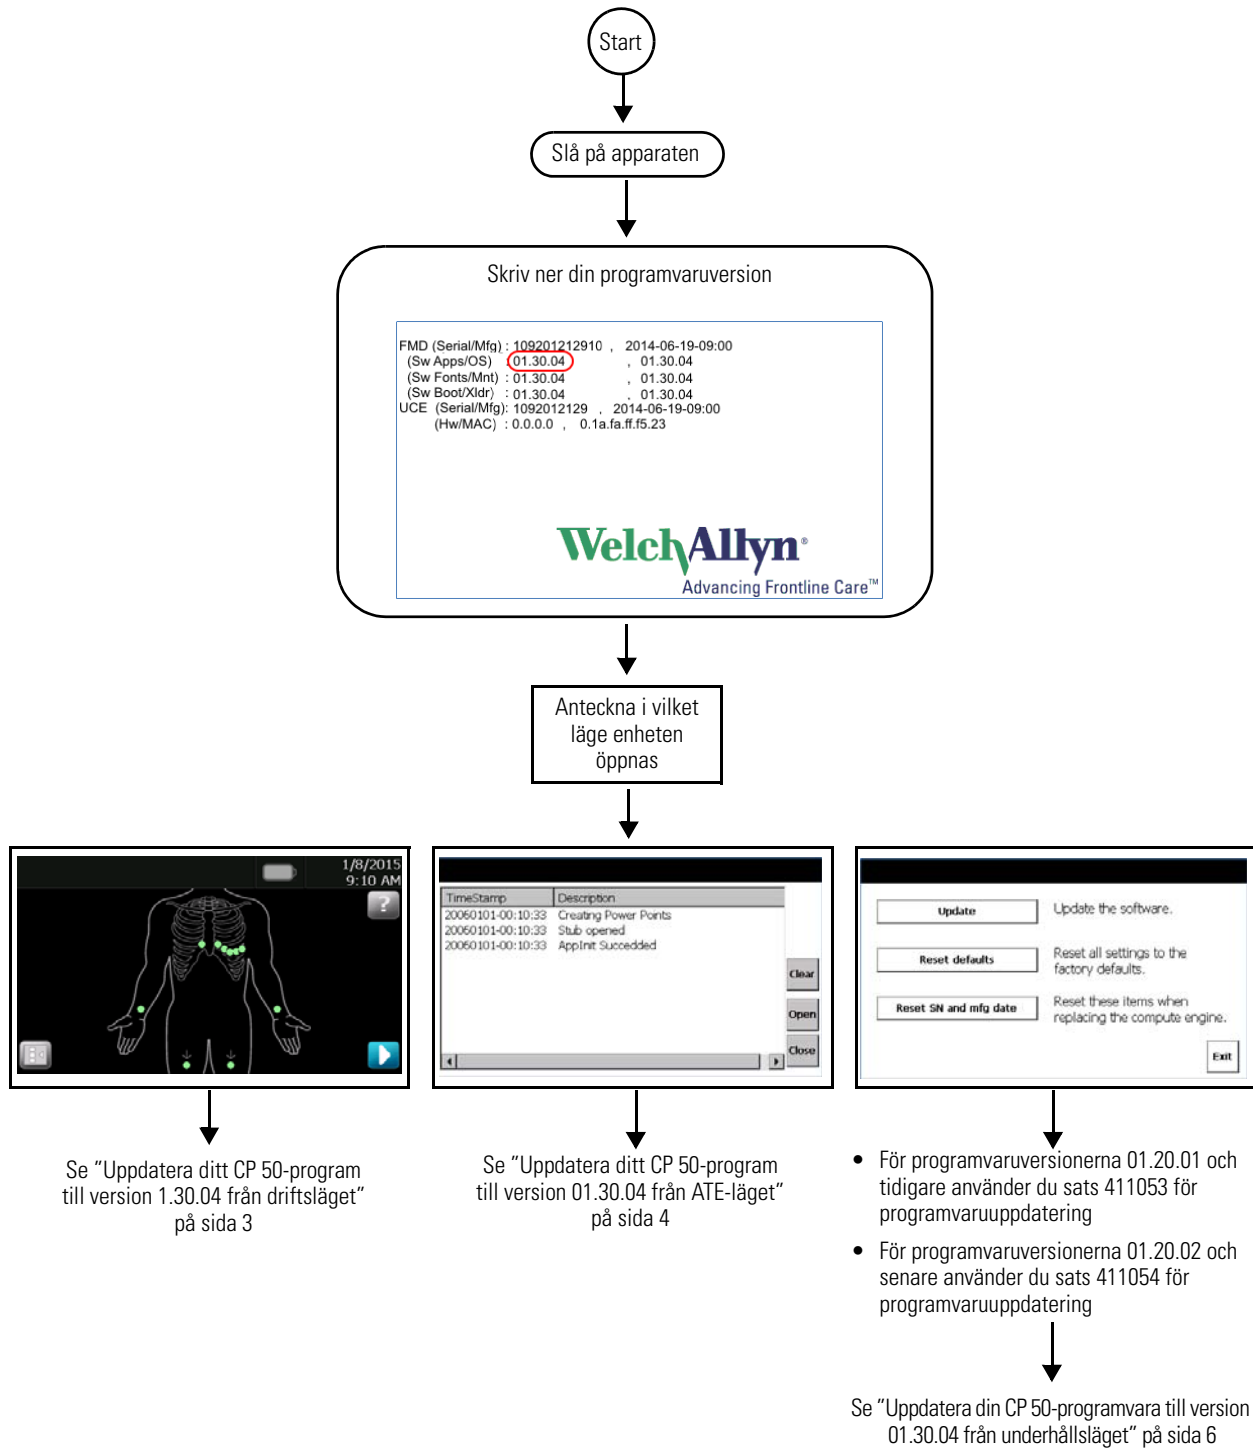 Start
Slå på apparaten
Skriv ner din programvaruversion
FMD (Serial/Mfg) : 109201212910 , 2014-06-19-09:00
(Sw Apps/OS) : 01.30.04 , 01.30.04
(Sw Fonts/Mnt) : 01.30.04 , 01.30.04
(Sw Boot/Xldr) : 01.30.04 . 01.30.04
UCE (Serial/Mfg): 1092012129 , 2014-06-19-09:00
(Hw/MAC) : 0.0.0.0 , 0.1a.fa.ff.f5.23
WelchAllyn®
Advancing Frontline Care™
Anteckna i vilket
läge enheten
öppnas
1/8/2015
9:10 AM
?
Se ”Uppdatera ditt CP 50-program
till version 1.30.04 från driftsläget”
på sida 3
TimeStamp Description
20060101-00:10:33 Creating Power Points
20060101-00:10:33 Stub opened
20060101-00:10:33 AppInit Succedded
Clear
Open
Close
Se ”Uppdatera ditt CP 50-program
till version 01.30.04 från ATE-läget”
på sida 4
Update Update the software.
Reset defaults Reset all settings to the
factory defaults.
Reset SN and mfg date Reset these items when
replacing the compute engine.
Exit
• För programvaruversionerna 01.20.01 och
tidigare använder du sats 411053 för
programvaruuppdatering
• För programvaruversionerna 01.20.02 och
senare använder du sats 411054 för
programvaruuppdatering
Se ”Uppdatera din CP 50-programvara till version
01.30.04 från underhållsläget” på sida 6